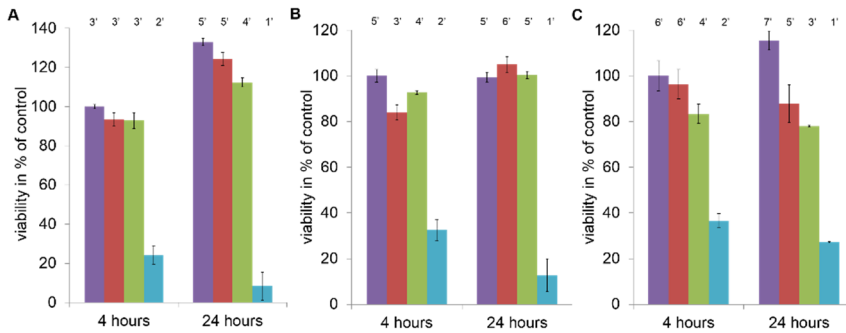 A
3' 3' 3' 2' 5' 5' 4' 1'
viability in % of control
140
120
100
80
60
40
20
0
4 hours 24 hours
B
5' 3' 4' 2' 5' 6' 5' 1'
viability in % of control
120
100
80
60
40
20
0
4 hours 24 hours
C
6' 6' 4' 2' 7' 5' 3' 1'
viability in % of control
120
100
80
60
40
20
0
4 hours 24 hours